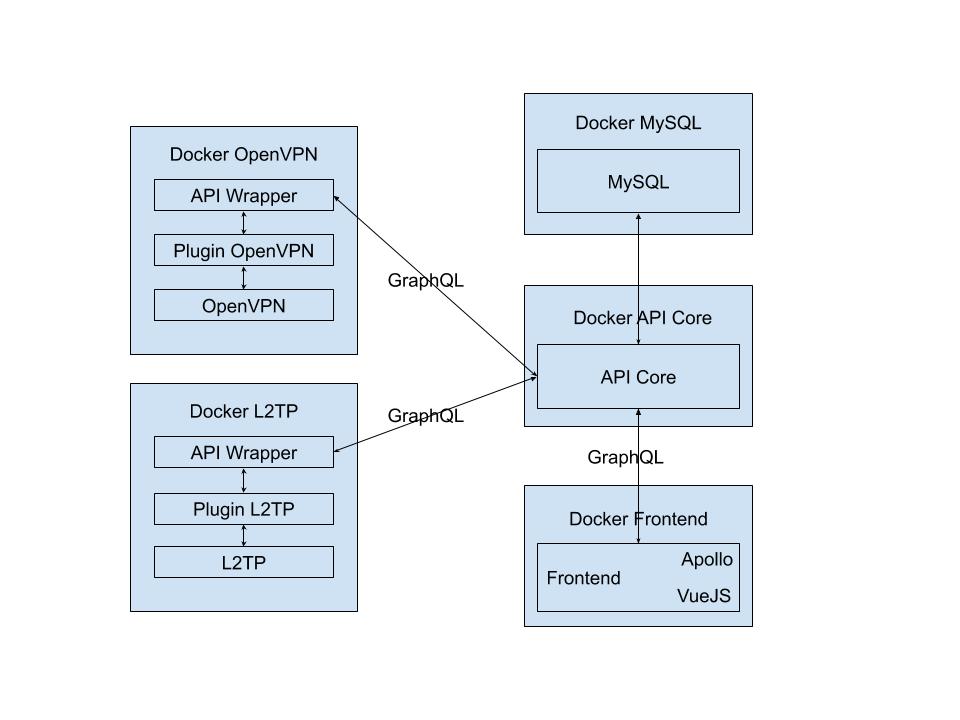 Docker OpenVPN
API Wrapper
Plugin OpenVPN
OpenVPN
Docker L2TP
API Wrapper
Plugin L2TP
L2TP
GraphQL
GraphQL
Docker MySQL
MySQL
Docker API Core
API Core
GraphQL
Docker Frontend
Frontend
Apollo
VueJS